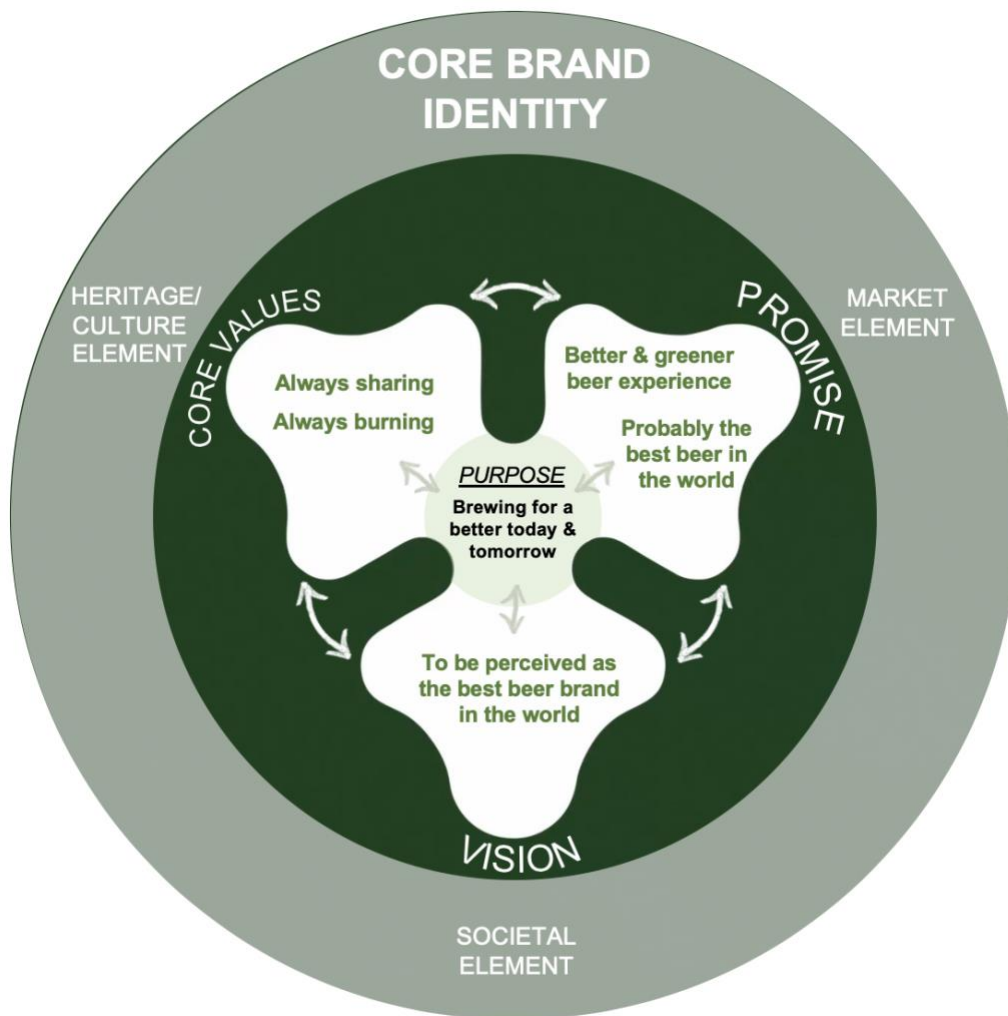 CORE BRAND
IDENTITY
HERITAGE/
CULTURE
ELEMENT
CORE VALUES
PROMISE
MARKET
ELEMENT
Always sharing
Always burning
Better & greener
beer experience
Probably the
best beer in
the world
PURPOSE
Brewing for a
better today &
tomorrow
To be perceived as
the best beer brand
in the world
VISION
SOCIETAL
ELEMENT